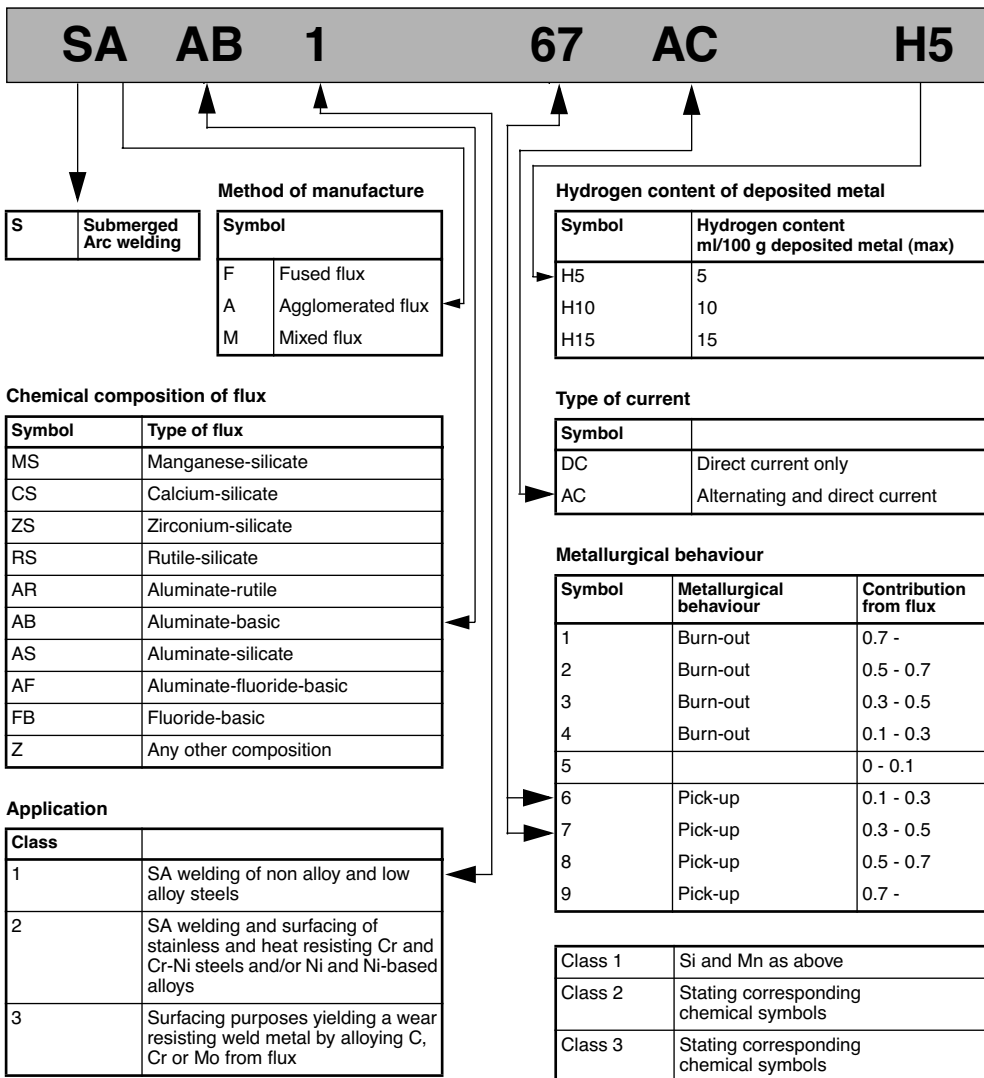 SA AB 1 67 AC H5
S Submerged
Arc welding
Method of manufacture
Symbol
F Fused flux
A Agglomerated flux
M Mixed flux
Chemical composition of flux
Symbol Type of flux
MS Manganese-silicate
CS Calcium-silicate
ZS Zirconium-silicate
RS Rutile-silicate
AR Aluminate-rutile
AB Aluminate-basic
AS Aluminate-silicate
AF Aluminate-fluoride-basic
FB Fluoride-basic
Z Any other composition
Application
Class
1 SA welding of non alloy and low
alloy steels
2 SA welding and surfacing of
stainless and heat resisting Cr and
Cr-Ni steels and/or Ni and Ni-based
alloys
3 Surfacing purposes yielding a wear
resisting weld metal by alloying C,
Cr or Mo from flux
Hydrogen content of deposited metal
Symbol Hydrogen content
ml/100 g deposited metal (max)
H5 5
H10 10
H15 15
Type of current
Symbol
DC Direct current only
AC Alternating and direct current
Metallurgical behaviour
Symbol Metallurgical Contribution
behaviour from flux
1 Burn-out 0.7 -
2 Burn-out 0.5 - 0.7
3 Burn-out 0.3 - 0.5
4 Burn-out 0.1 - 0.3
5 0 - 0.1
6 Pick-up 0.1 - 0.3
7 Pick-up 0.3 - 0.5
8 Pick-up 0.5 - 0.7
9 Pick-up 0.7 -
Class 1 Si and Mn as above
Class 2 Stating corresponding
chemical symbols
Class 3 Stating corresponding
chemical symbols